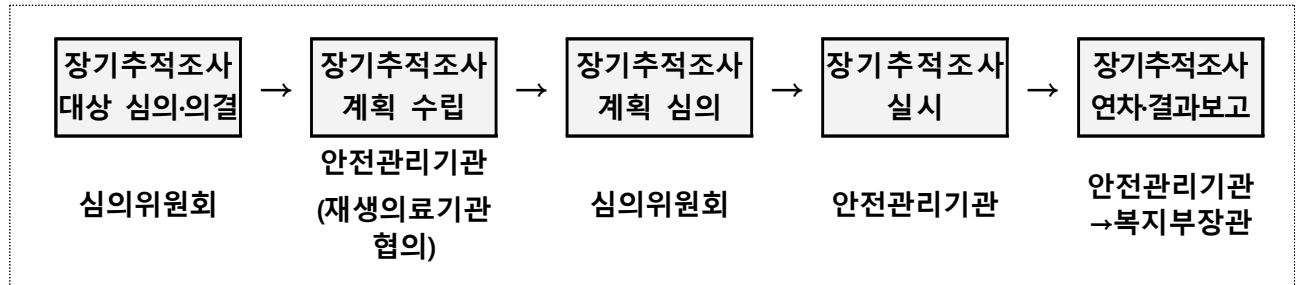 장기추적조사
대상 심의·의결
→
장기추적조사
계획 수립
→
장기추적조사
계획 심의
→
장기추적조사
실시
→
장기추적조사
연차·결과보고
심의위원회
안전관리기관
(재생의료기관
협의)
심의위원회
안전관리기관
안전관리기관
→복지부장관